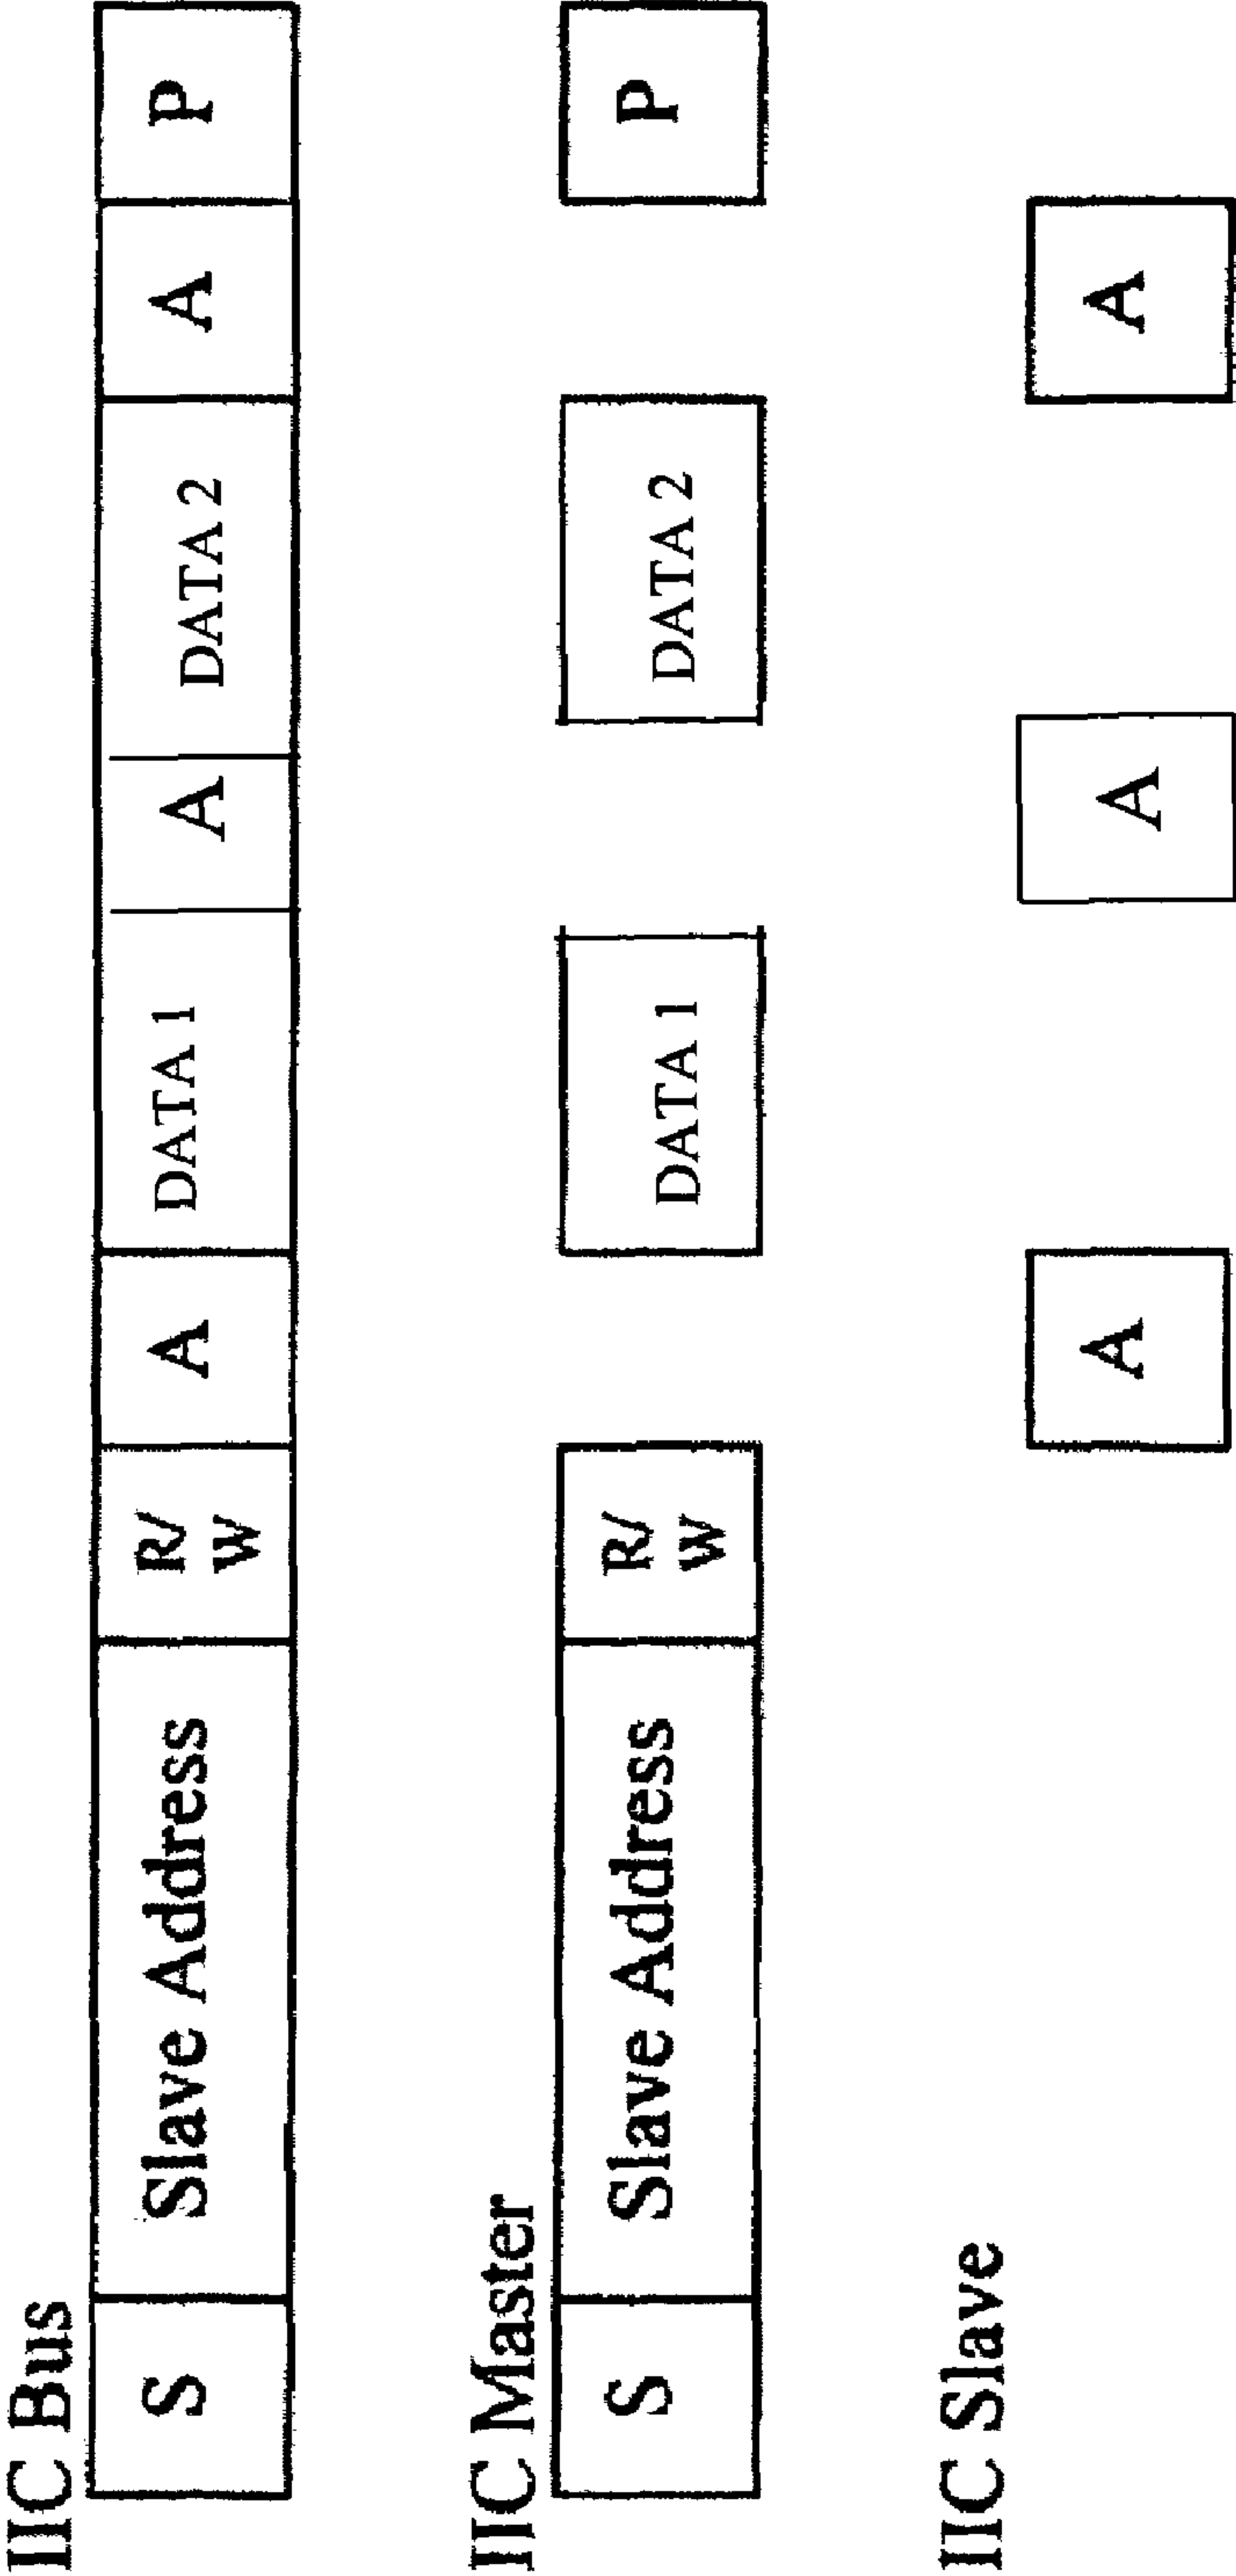 IIC Bus
S Slave Address R/ W A DATA 1 A DATA 2 A P
IIC Master
S Slave Address R/ W DATA 1 DATA 2 P
IIC Slave
A A A